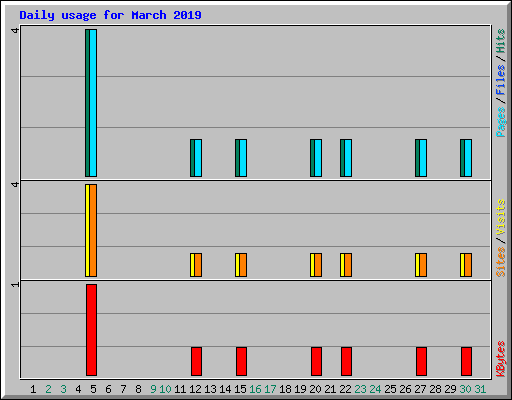 Daily usage for March 2019
4
Pages/Files/Hits
4
Sites/Visits
1
KBytes
1 2 3 4 5 6 7 8 9 10 11 12 13 14 15 16 17 18 19 20 21 22 23 24 25 26 27 28 29 30 31